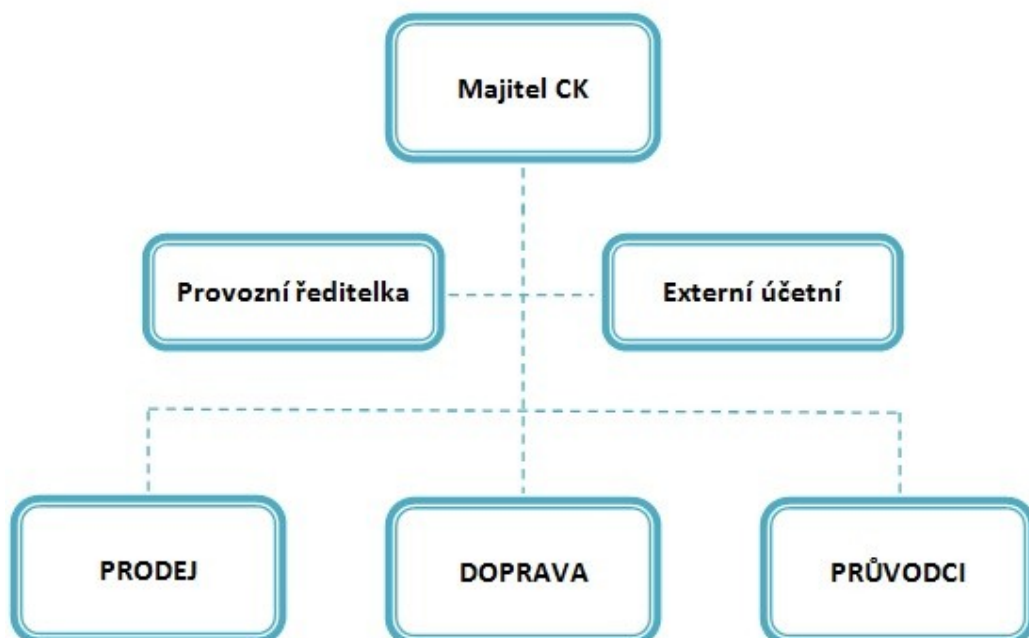 Majitel CK
Provozní ředitelka
Externí účetní
PRODEJ
DOPRAVA
PRŮVODCI